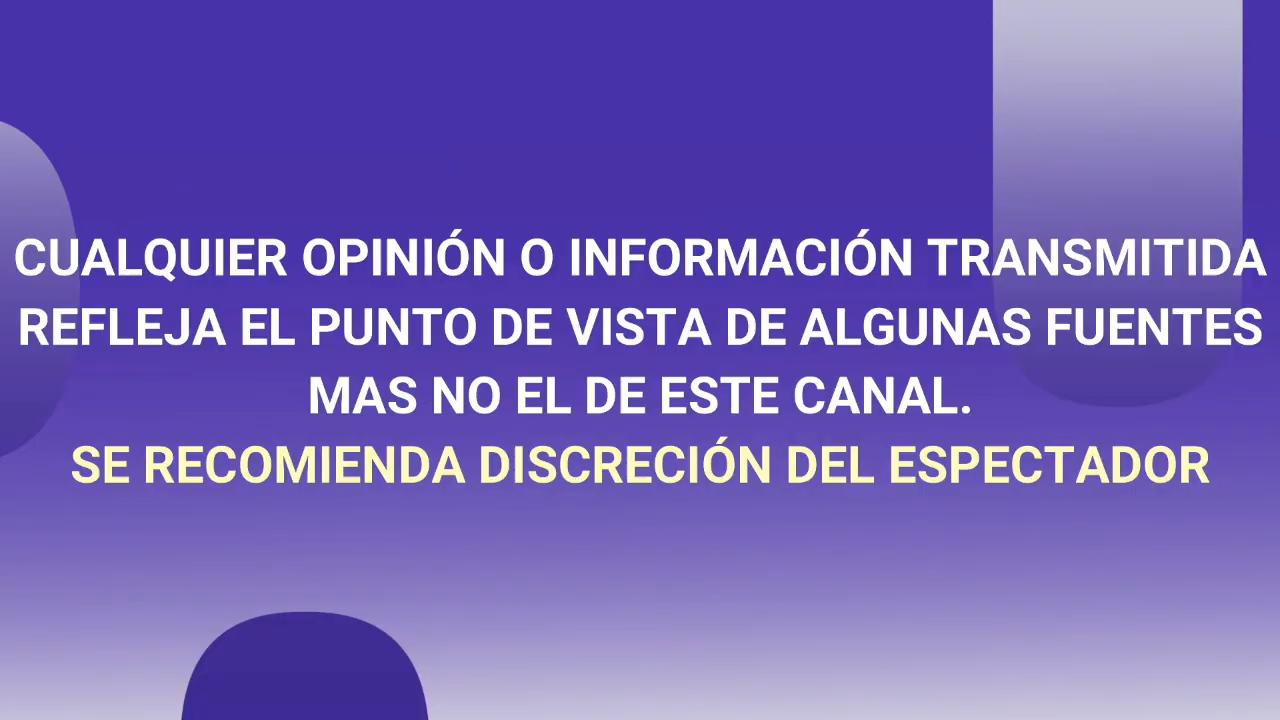 CUALQUIER OPINIÓN O INFORMACIÓN TRANSMITIDA
REFLEJA EL PUNTO DE VISTA DE ALGUNAS FUENTES
MAS NO EL DE ESTE CANAL.
SE RECOMIENDA DISCRECIÓN DEL ESPECTADOR